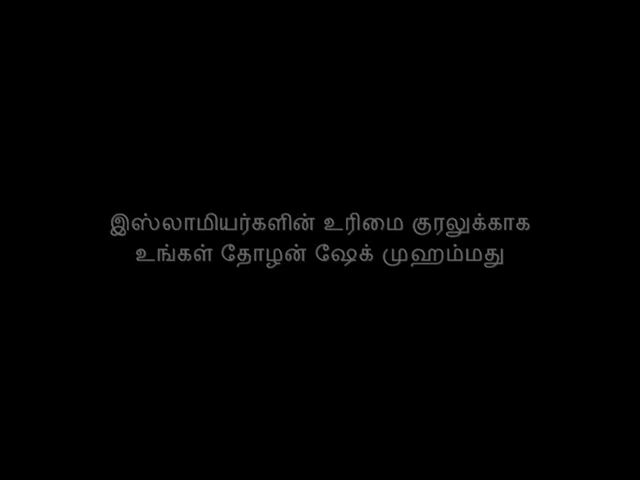 இஸ்லாமியர்களின் உரிமை குரலுக்காக
உங்கள் தோழன் ஷேக் முஹம்மது